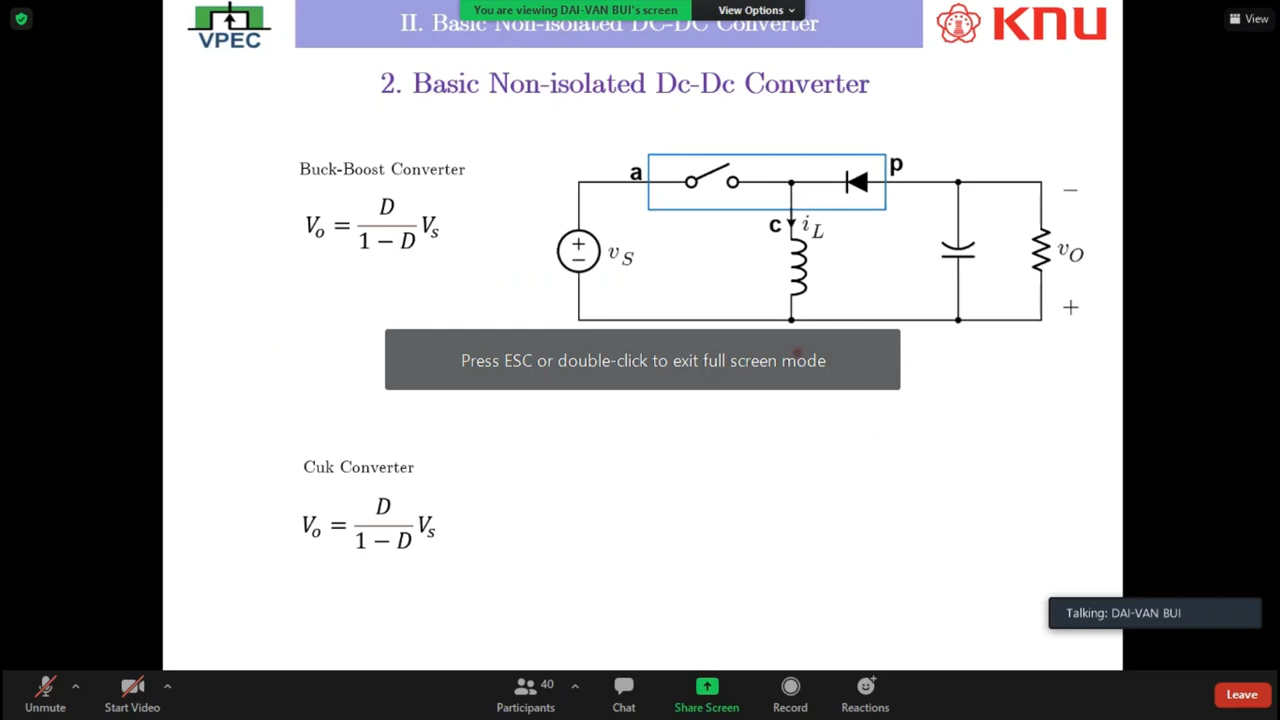 You are viewing DAI-VAN BUI's screen
View Options
View
VPEC
II. Basic Non-isolated DC-DC Converter
KNU
2. Basic Non-isolated Dc-Dc Converter
Buck-Boost Converter
V_o = D / (1 − D) V_s
a
p
c
i_L
+
−
v_S
−
v_O
+
Press ESC or double-click to exit full screen mode
Cuk Converter
V_o = D / (1 − D) V_s
Talking: DAI-VAN BUI
Unmute
Start Video
40
Participants
Chat
Share Screen
Record
Reactions
Leave